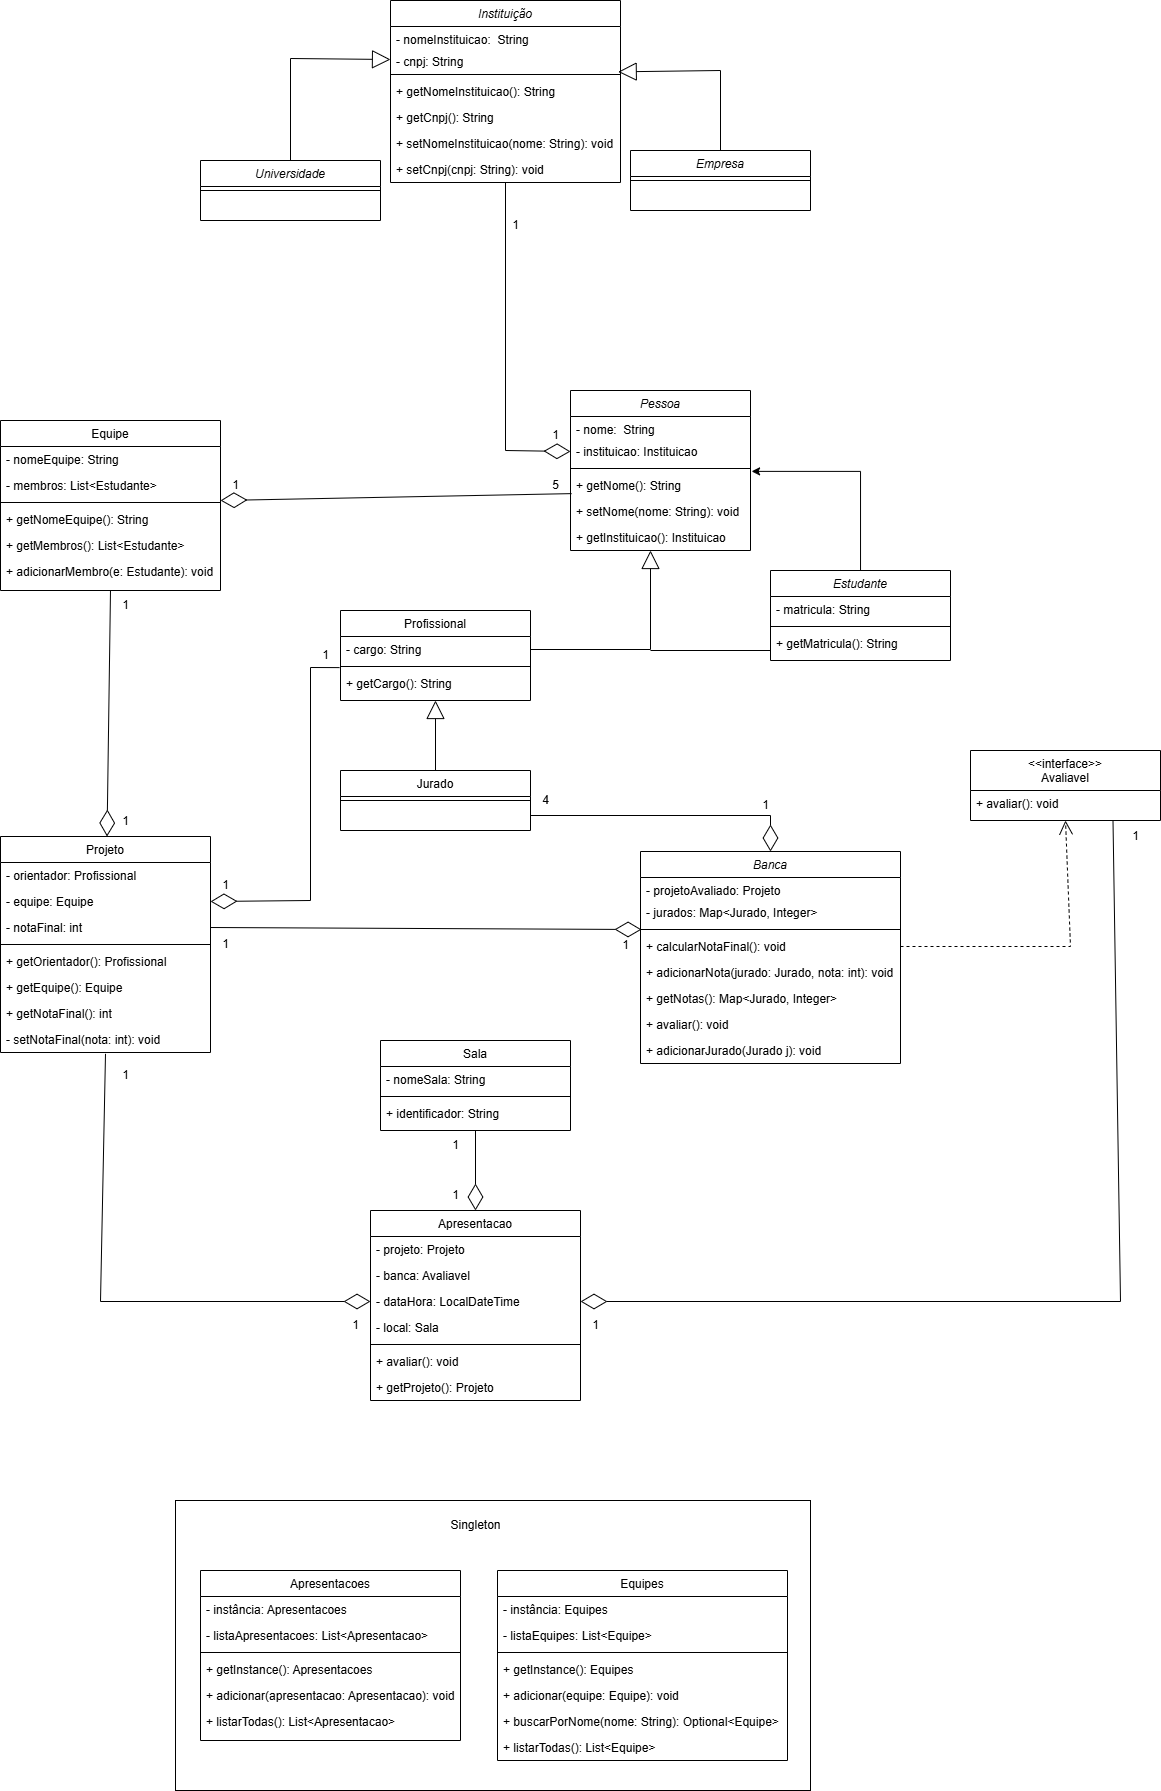 Instituição
- nomeInstituicao:  String
- cnpj: String
+ getNomeInstituicao(): String
+ getCnpj(): String
+ setNomeInstituicao(nome: String): void
+ setCnpj(cnpj: String): void
Universidade
Empresa
1
Pessoa
- nome:  String
- instituicao: Instituicao
+ getNome(): String
+ setNome(nome: String): void
+ getInstituicao(): Instituicao
1
5
Equipe
- nomeEquipe: String
- membros: List<Estudante>
+ getNomeEquipe(): String
+ getMembros(): List<Estudante>
+ adicionarMembro(e: Estudante): void
1
1
Estudante
- matricula: String
+ getMatricula(): String
Profissional
- cargo: String
+ getCargo(): String
1
Jurado
4
1
<<interface>>
Avaliavel
+ avaliar(): void
1
1
Projeto
- orientador: Profissional
- equipe: Equipe
- notaFinal: int
+ getOrientador(): Profissional
+ getEquipe(): Equipe
+ getNotaFinal(): int
- setNotaFinal(nota: int): void
1
1
1
1
Banca
- projetoAvaliado: Projeto
- jurados: Map<Jurado, Integer>
+ calcularNotaFinal(): void
+ adicionarNota(jurado: Jurado, nota: int): void
+ getNotas(): Map<Jurado, Integer>
+ avaliar(): void
+ adicionarJurado(Jurado j): void
Sala
- nomeSala: String
+ identificador: String
1
1
Apresentacao
- projeto: Projeto
- banca: Avaliavel
- dataHora: LocalDateTime
- local: Sala
+ avaliar(): void
+ getProjeto(): Projeto
1
1
Singleton
Apresentacoes
- instância: Apresentacoes
- listaApresentacoes: List<Apresentacao>
+ getInstance(): Apresentacoes
+ adicionar(apresentacao: Apresentacao): void
+ listarTodas(): List<Apresentacao>
Equipes
- instância: Equipes
- listaEquipes: List<Equipe>
+ getInstance(): Equipes
+ adicionar(equipe: Equipe): void
+ buscarPorNome(nome: String): Optional<Equipe>
+ listarTodas(): List<Equipe>